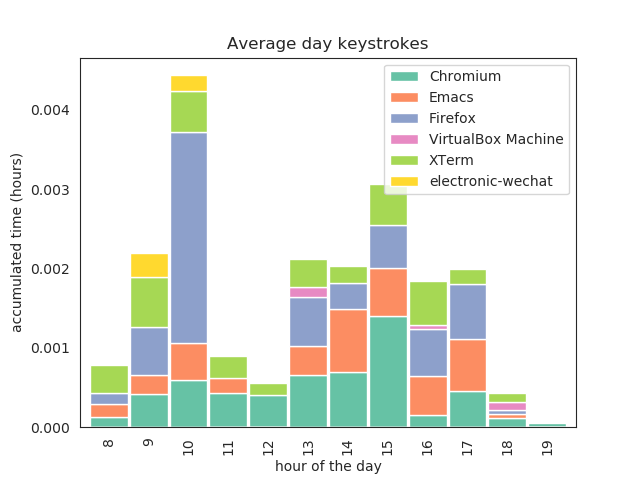 Average day keystrokes
Chromium
Emacs
Firefox
VirtualBox Machine
XTerm
electronic-wechat
accumulated time (hours)
0.004
0.003
0.002
0.001
0.000
8 9 10 11 12 13 14 15 16 17 18 19
hour of the day